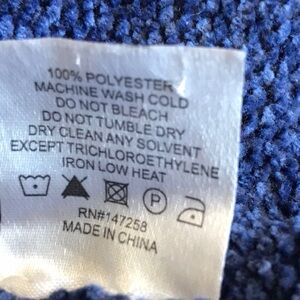 100% POLYESTER
MACHINE WASH COLD
DO NOT BLEACH
DO NOT TUMBLE DRY
DRY CLEAN ANY SOLVENT
EXCEPT TRICHLOROETHYLENE
IRON LOW HEAT
P
RN#147258
MADE IN CHINA